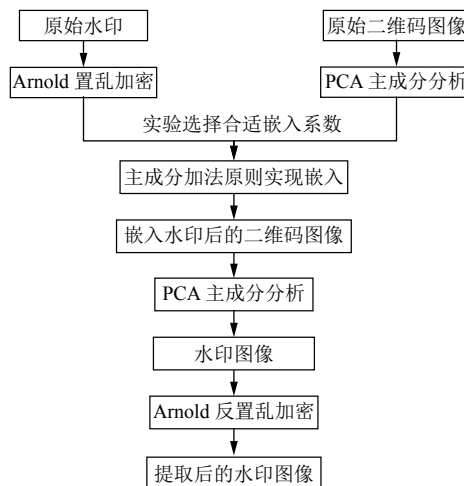 原始水印
原始二维码图像
Arnold 置乱加密
PCA 主成分分析
实验选择合适嵌入系数
主成分加法原则实现嵌入
嵌入水印后的二维码图像
PCA 主成分分析
水印图像
Arnold 反置乱加密
提取后的水印图像